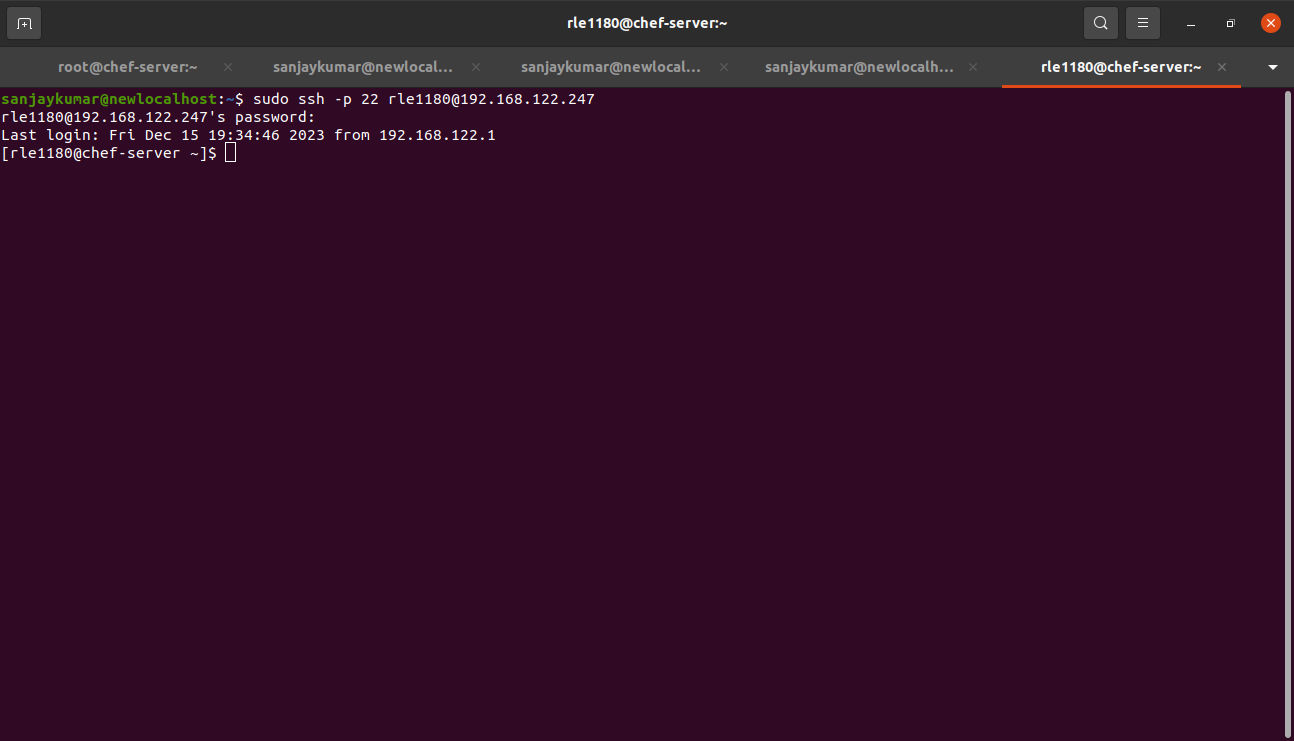 rle1180@chef-server:~
root@chef-server:~
sanjaykumar@newlocal...
sanjaykumar@newlocal...
sanjaykumar@newlocalh...
rle1180@chef-server:~
sanjaykumar@newlocalhost:~$ sudo ssh -p 22 rle1180@192.168.122.247
rle1180@192.168.122.247's password:
Last login: Fri Dec 15 19:34:46 2023 from 192.168.122.1
[rle1180@chef-server ~]$